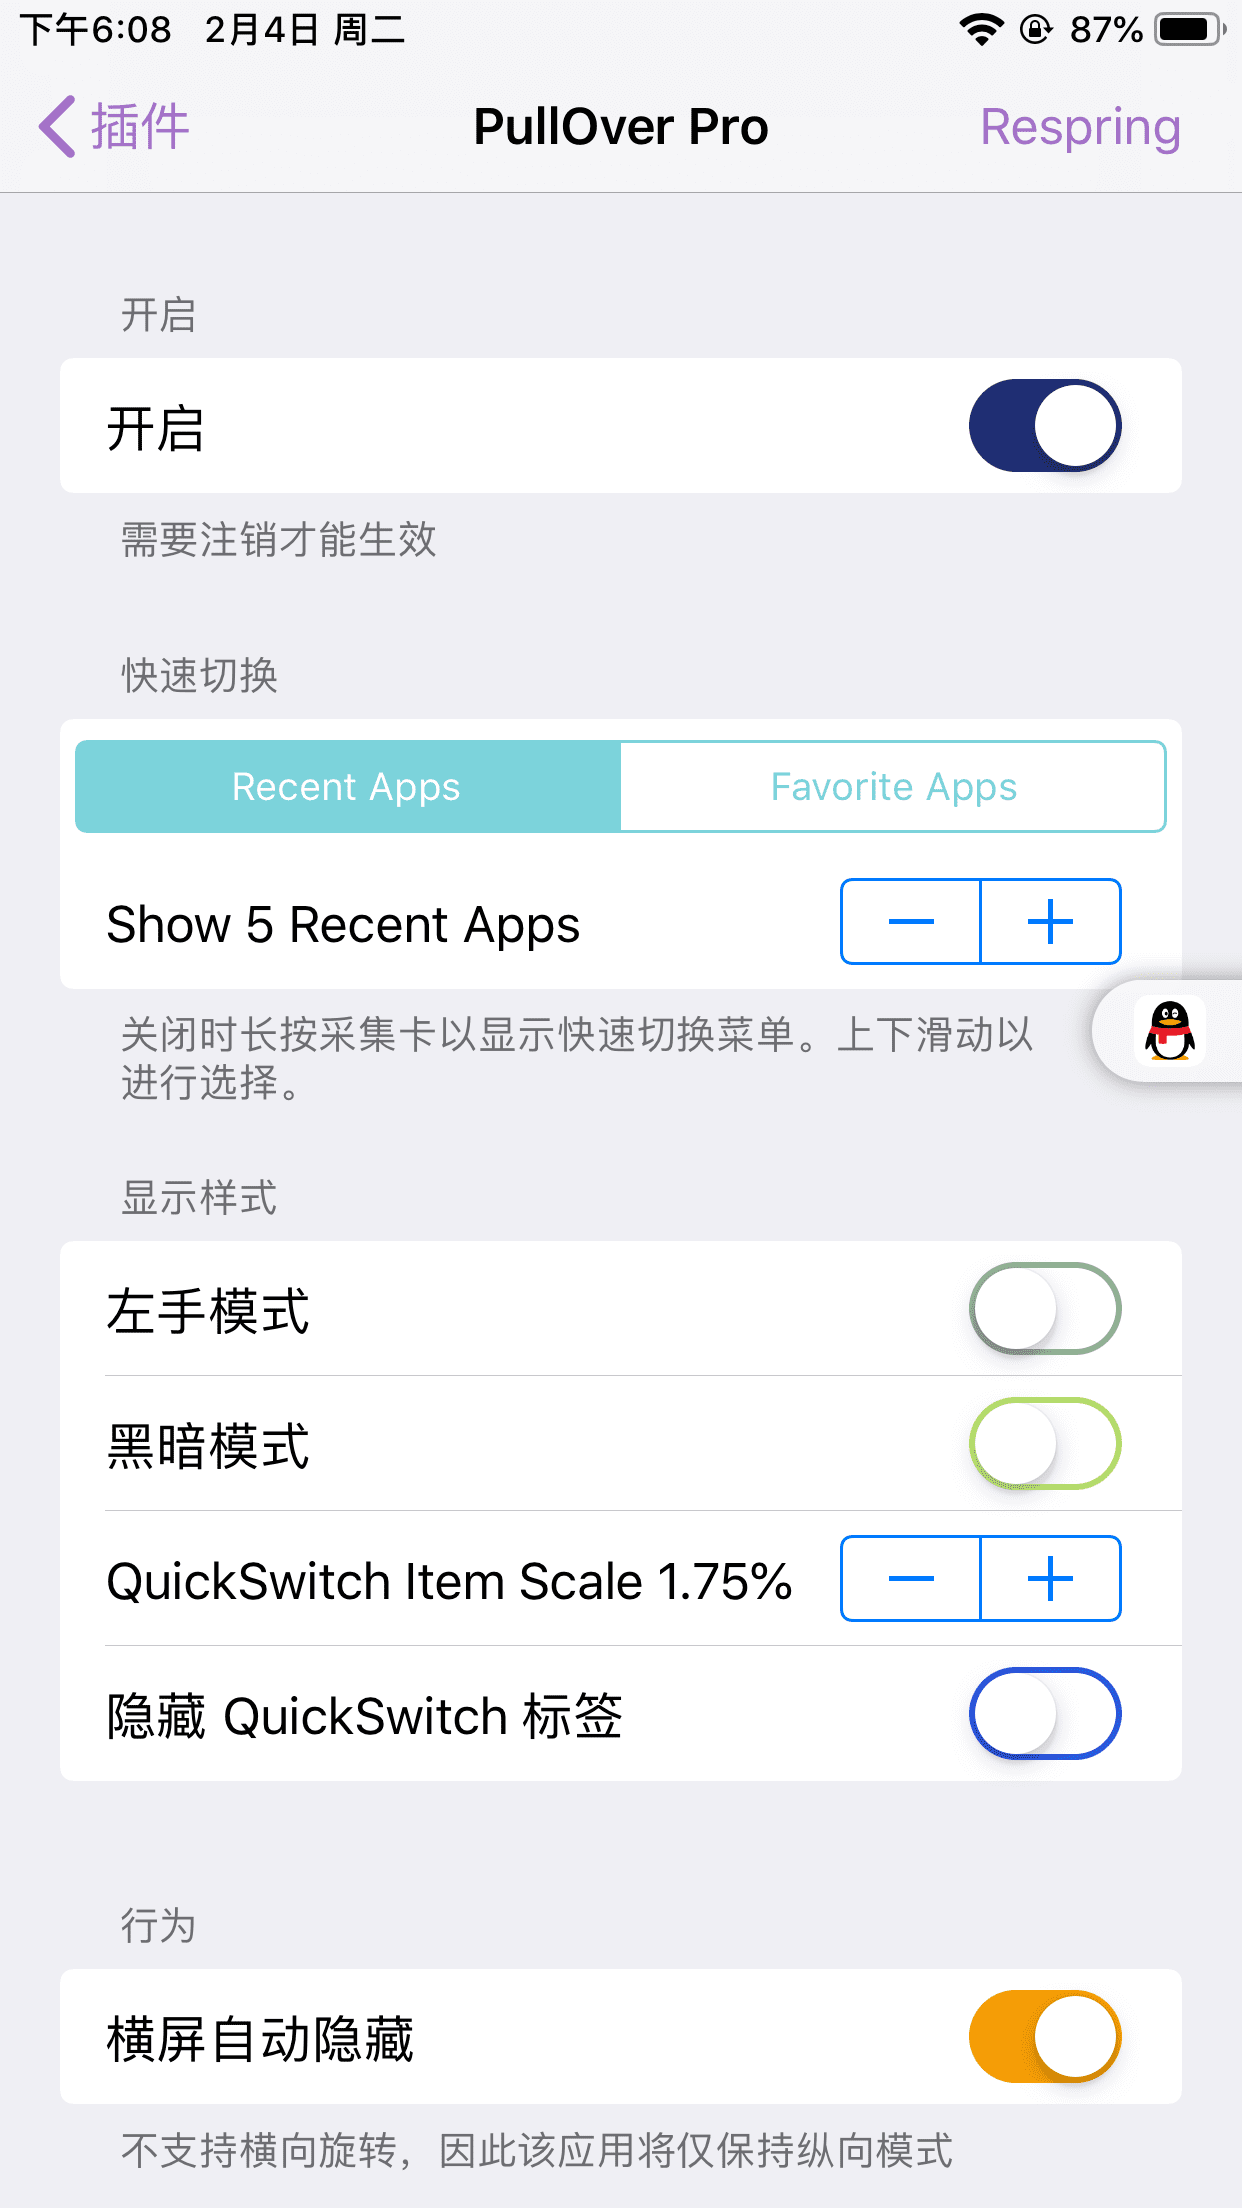 下午6:08 2月4日 周二 87%
插件 PullOver Pro Respring
开启
开启
需要注销才能生效
快速切换
Recent Apps Favorite Apps
Show 5 Recent Apps
关闭时长按采集卡以显示快速切换菜单。上下滑动以
进行选择。
显示样式
左手模式
黑暗模式
QuickSwitch Item Scale 1.75%
隐藏 QuickSwitch 标签
行为
横屏自动隐藏
不支持横向旋转，因此该应用将仅保持纵向模式